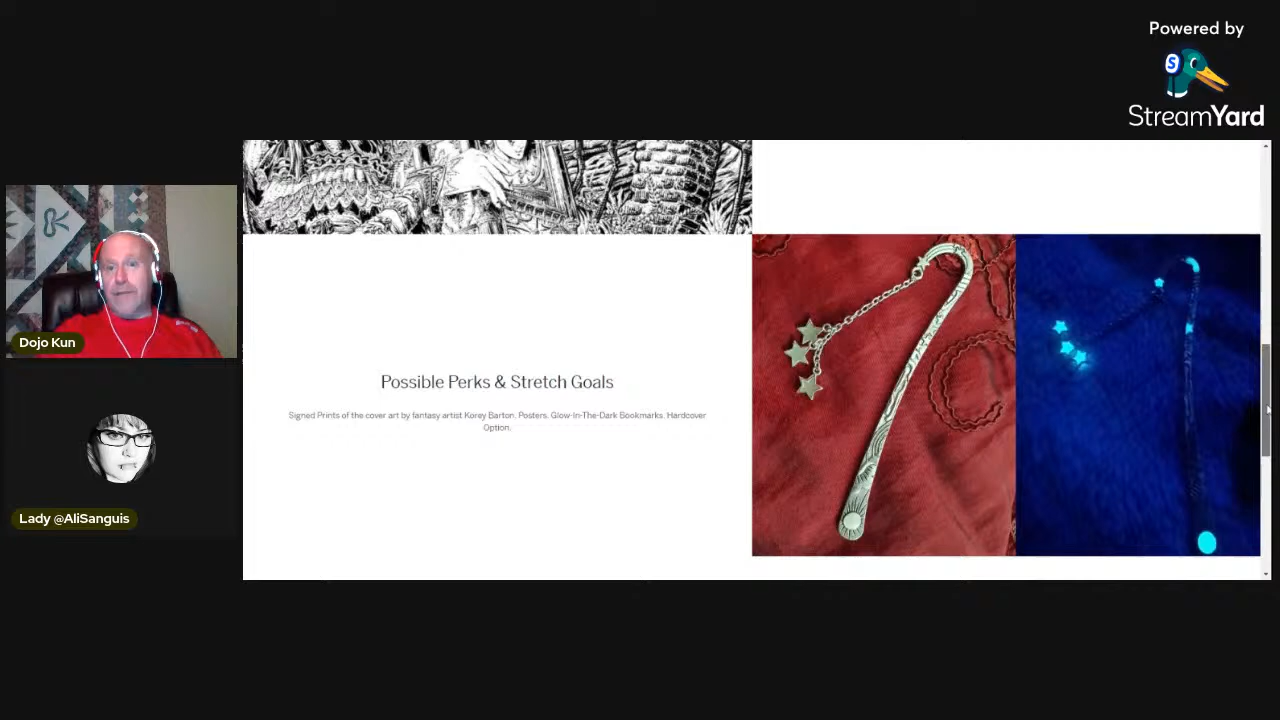 Powered by
StreamYard
Dojo Kun
Possible Perks & Stretch Goals
Signed Prints of the cover art by fantasy artist Korey Barton. Posters. Glow-In-The-Dark Bookmarks. Hardcover
Option.
Lady @AliSanguis